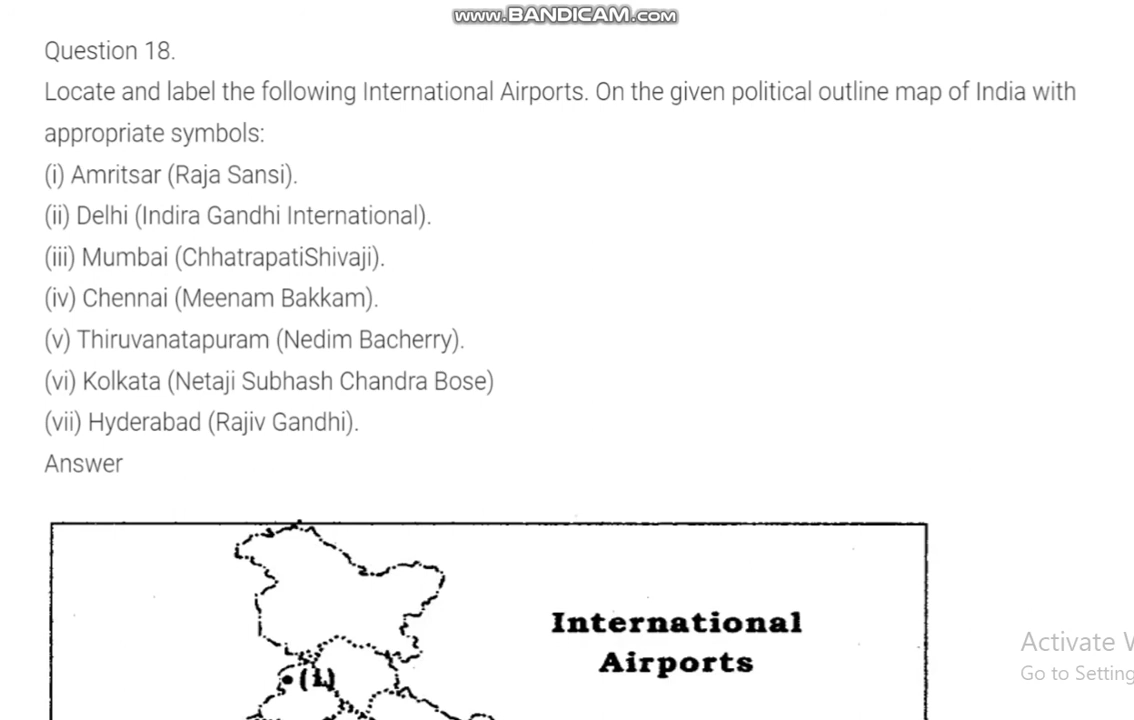 www.BANDICAM.com
Question 18.
Locate and label the following International Airports. On the given political outline map of India with
appropriate symbols:
(i) Amritsar (Raja Sansi).
(ii) Delhi (Indira Gandhi International).
(iii) Mumbai (ChhatrapatiShivaji).
(iv) Chennai (Meenam Bakkam).
(v) Thiruvanatapuram (Nedim Bacherry).
(vi) Kolkata (Netaji Subhash Chandra Bose)
(vii) Hyderabad (Rajiv Gandhi).
Answer
International
Airports
Activate
Go to Setting
(i)